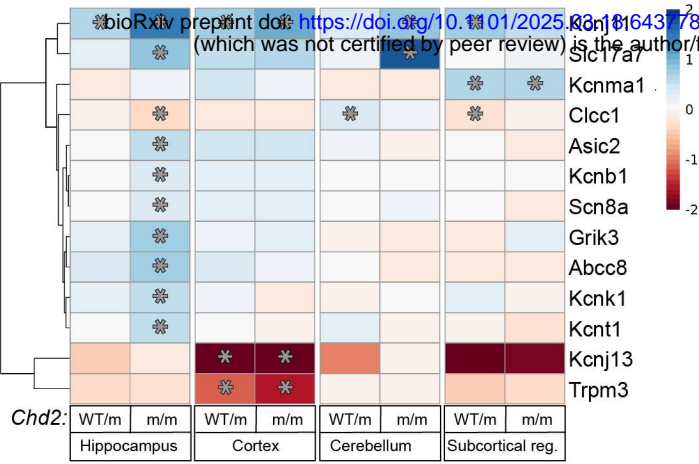 bioRxiv preprint doi: https://doi.org/10.1101/2025.03.18.643778
(which was not certified by peer review) is the author/f
Kcnj11
Slc17a7
Kcnma1
Clcc1
Asic2
Kcnb1
Scn8a
Grik3
Abcc8
Kcnk1
Kcnt1
Kcnj13
Trpm3
2
1
0
-1
-2
Chd2: WT/m m/m WT/m m/m WT/m m/m WT/m m/m
Hippocampus Cortex Cerebellum Subcortical reg.